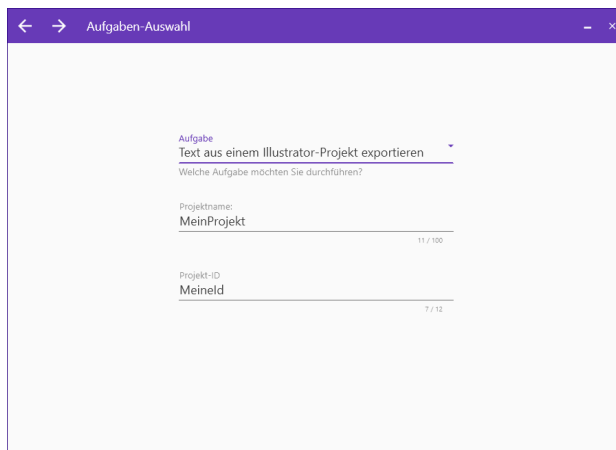 Aufgaben-Auswahl
Aufgabe
Text aus einem Illustrator-Projekt exportieren
Welche Aufgabe möchten Sie durchführen?
Projektname:
MeinProjekt
11 / 100
Projekt-ID
MeineId
7 / 12